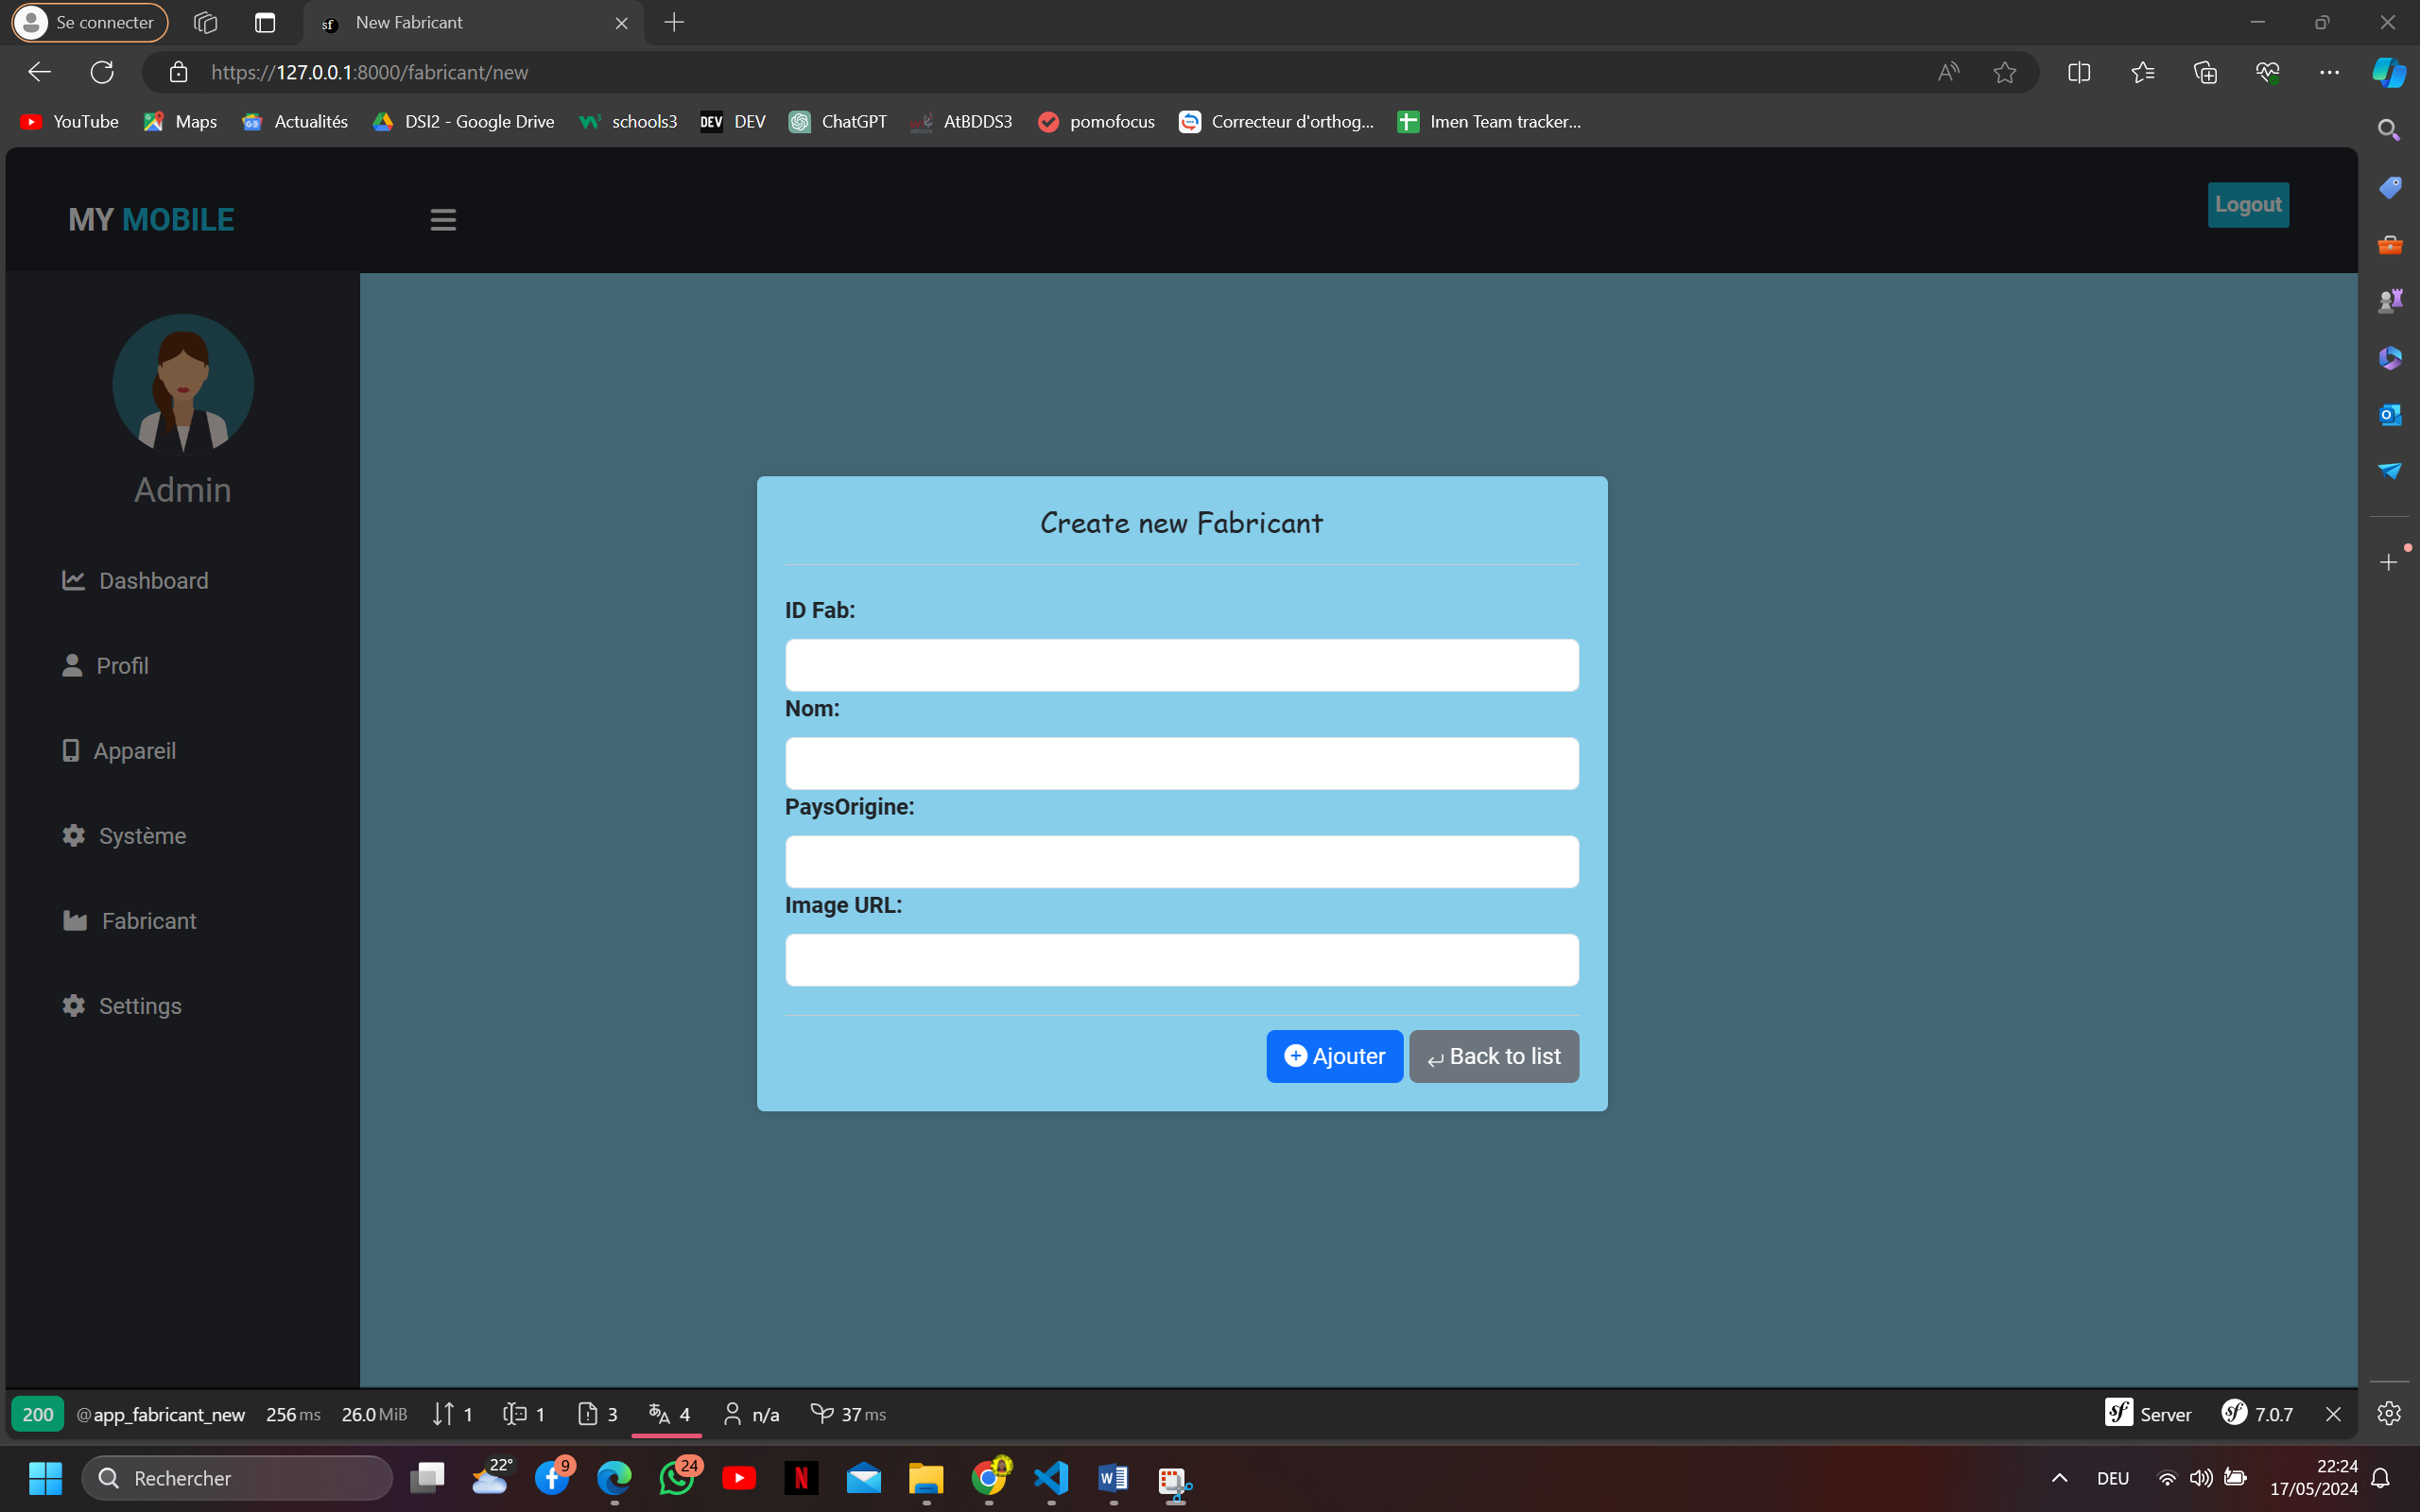 Se connecter
New Fabricant
https://127.0.0.1:8000/fabricant/new
YouTube Maps Actualités DSI2 - Google Drive schools3 DEV DEV ChatGPT AtBDDS3 pomofocus Correcteur d'orthog... Imen Team tracker...
MY MOBILE
Logout
Admin
Dashboard
Profil
Appareil
Système
Fabricant
Settings
Create new Fabricant
ID Fab:
Nom:
PaysOrigine:
Image URL:
Ajouter Back to list
200 @app_fabricant_new 256 ms 26.0 MiB 1 1 3 4 n/a 37 ms Server 7.0.7
Rechercher
22°
9
24
DEU
22:24
17/05/2024